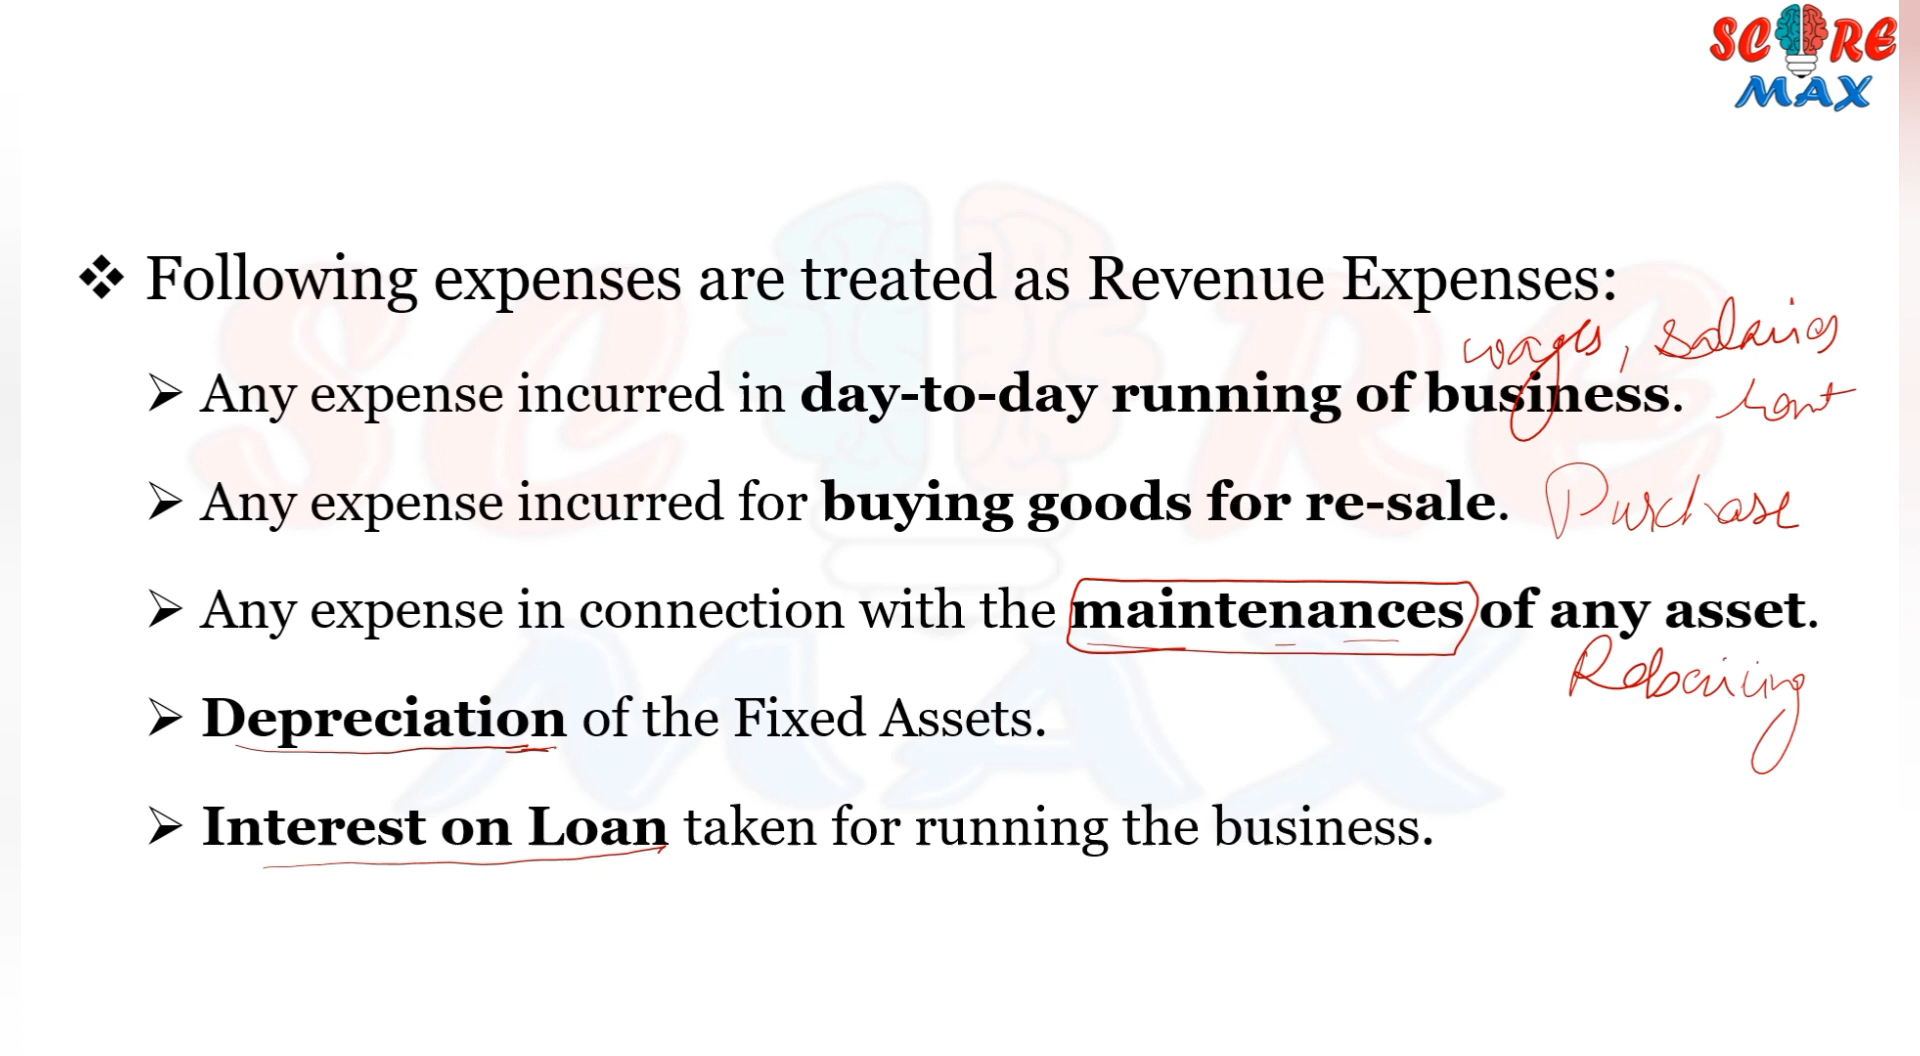 SCORE
MAX
❖ Following expenses are treated as Revenue Expenses:
wages, salaries
➢ Any expense incurred in day-to-day running of business.
rent
➢ Any expense incurred for buying goods for re-sale. Purchase
➢ Any expense in connection with the maintenances of any asset.
Repairing
➢ Depreciation of the Fixed Assets.
➢ Interest on Loan taken for running the business.